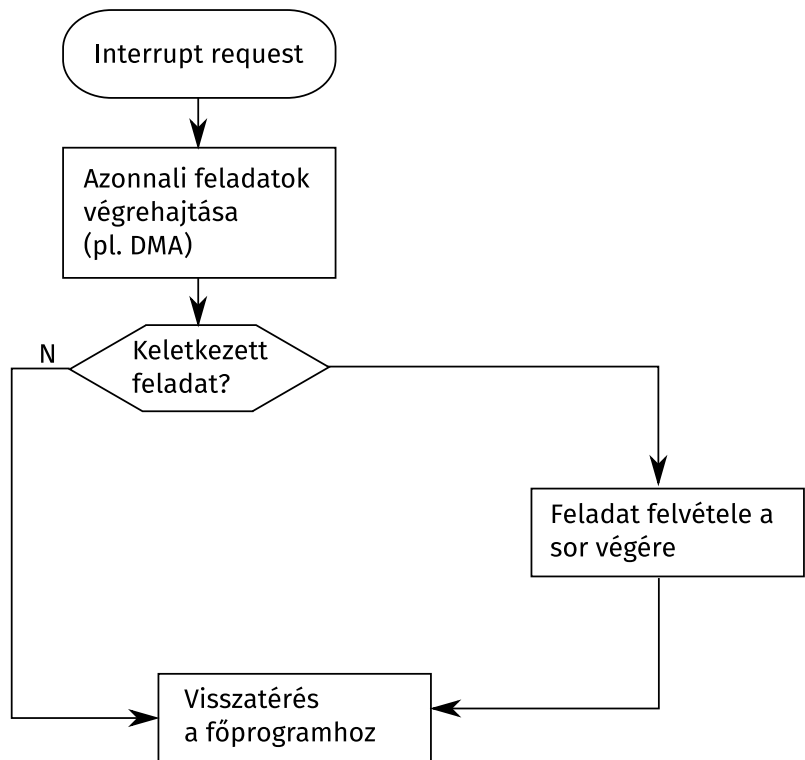 Interrupt request
Azonnali feladatok
végrehajtása
(pl. DMA)
N
Keletkezett
feladat?
Feladat felvétele a
sor végére
Visszatérés
a főprogramhoz